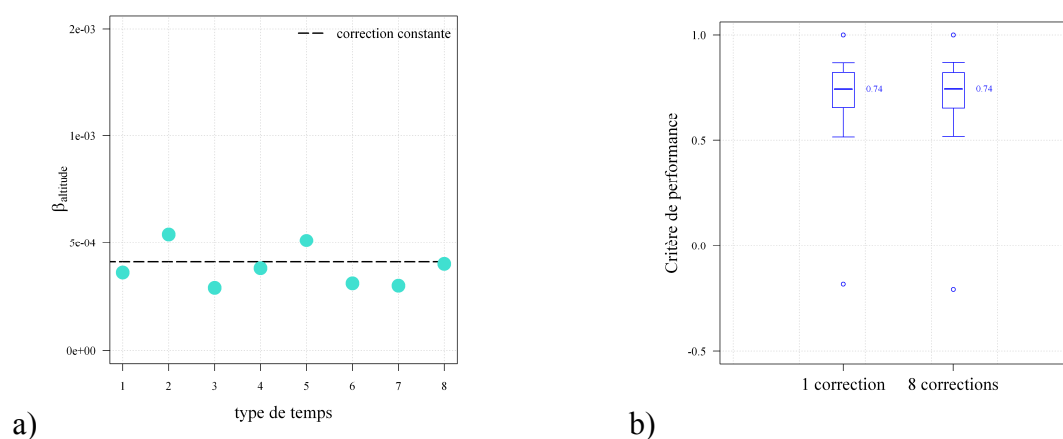 2e-03
correction constante
1e-03
5e-04
0e+00
βaltitude
1 2 3 4 5 6 7 8
type de temps
a)
1.0
0.5
0.0
-0.5
Critère de performance
0.74
0.74
1 correction
8 corrections
b)